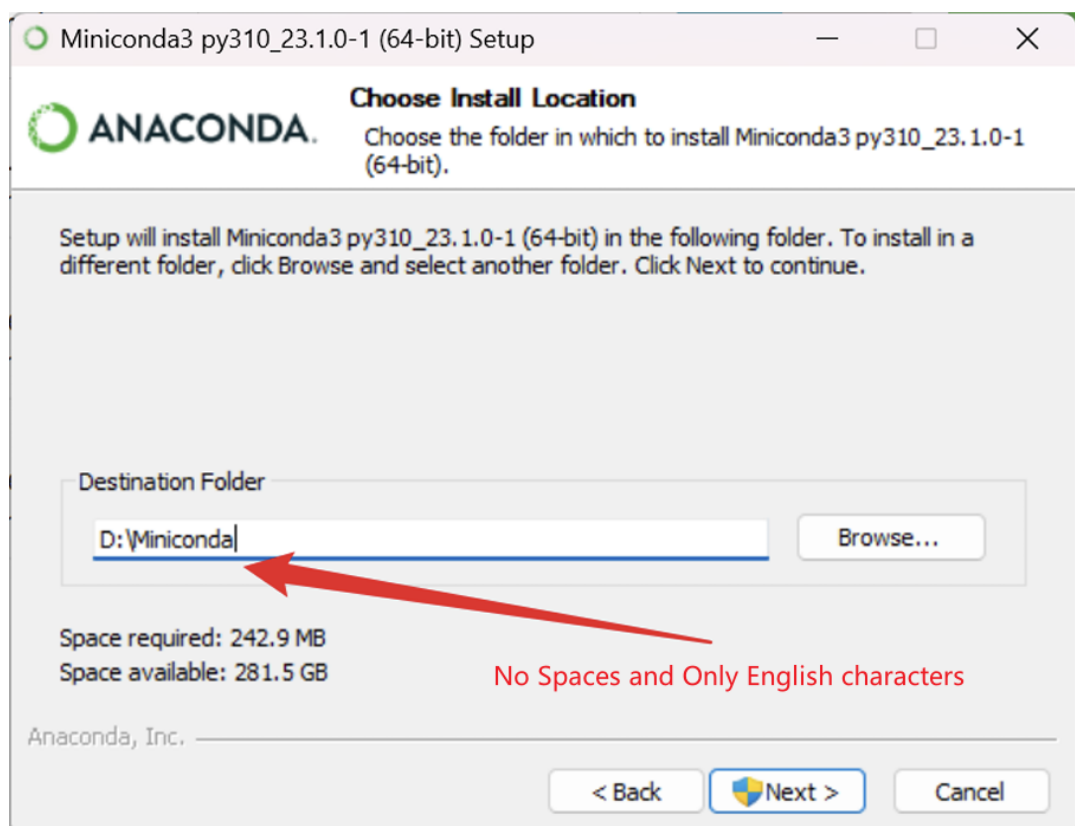 Miniconda3 py310_23.1.0-1 (64-bit) Setup
ANACONDA.
Choose Install Location
Choose the folder in which to install Miniconda3 py310_23.1.0-1
(64-bit).
Setup will install Miniconda3 py310_23.1.0-1 (64-bit) in the following folder. To install in a
different folder, click Browse and select another folder. Click Next to continue.
Destination Folder
D:\Miniconda
Browse...
Space required: 242.9 MB
Space available: 281.5 GB
No Spaces and Only English characters
Anaconda, Inc.
< Back
Next >
Cancel